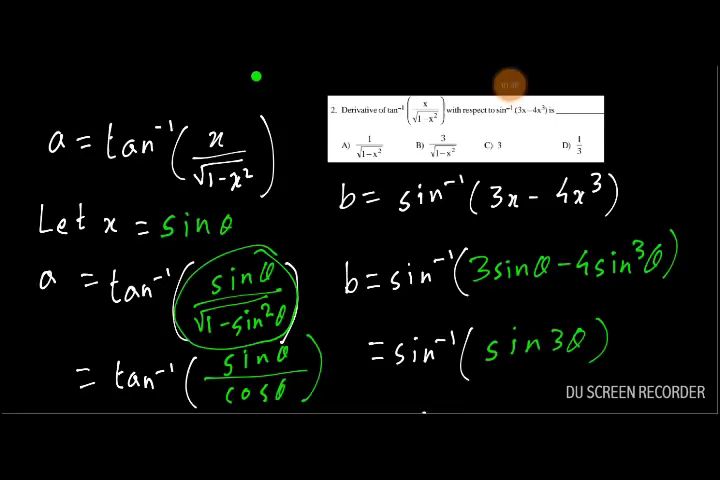 2. Derivative of tan⁻¹ (x/√1−x²) with respect to sin⁻¹ (3x−4x³) is ________
A) 1/√1−x² B) 3/√1−x² C) 3 D) 1/3
a = tan⁻¹ (x/√1−x²)
b = sin⁻¹ (3x − 4x³)
Let x = sinθ
a = tan⁻¹ (sinθ/√1−sin²θ)
b = sin⁻¹ (3sinθ − 4sin³θ)
= tan⁻¹ (sinθ/cosθ)
= sin⁻¹ (sin3θ)
DU SCREEN RECORDER